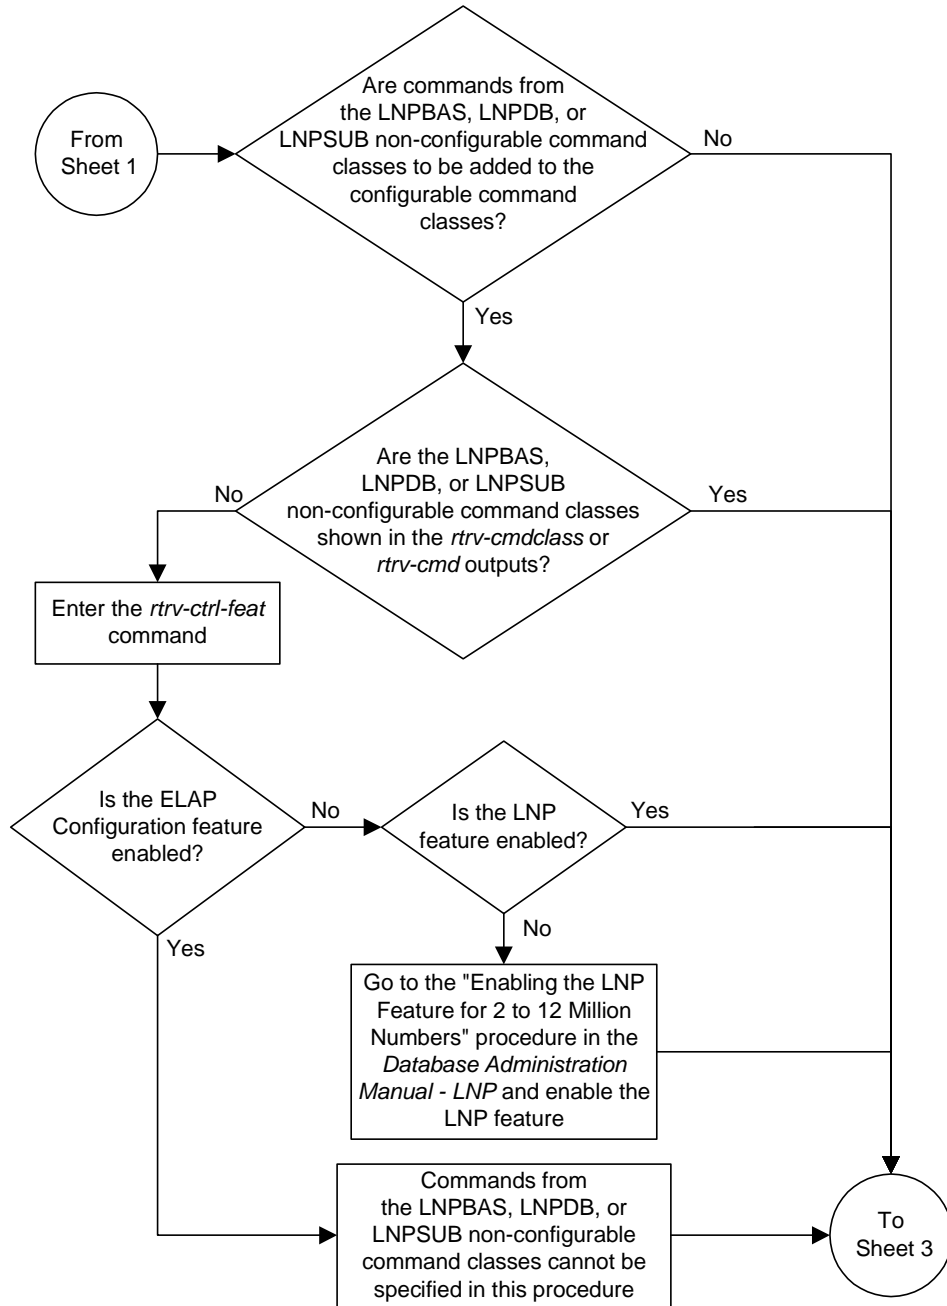 From
Sheet 1
Are commands from
the LNPBAS, LNPDB, or
LNPSUB non-configurable command
classes to be added to the
configurable command
classes?
No
Yes
Are the LNPBAS,
LNPDB, or LNPSUB
non-configurable command classes
shown in the rtrv-cmdclass or
rtrv-cmd outputs?
No
Yes
Enter the rtrv-ctrl-feat
command
Is the ELAP
Configuration feature
enabled?
No
Yes
Is the LNP
feature enabled?
Yes
No
Go to the "Enabling the LNP
Feature for 2 to 12 Million
Numbers" procedure in the
Database Administration
Manual - LNP and enable the
LNP feature
Commands from
the LNPBAS, LNPDB, or
LNPSUB non-configurable
command classes cannot be
specified in this procedure
To
Sheet 3